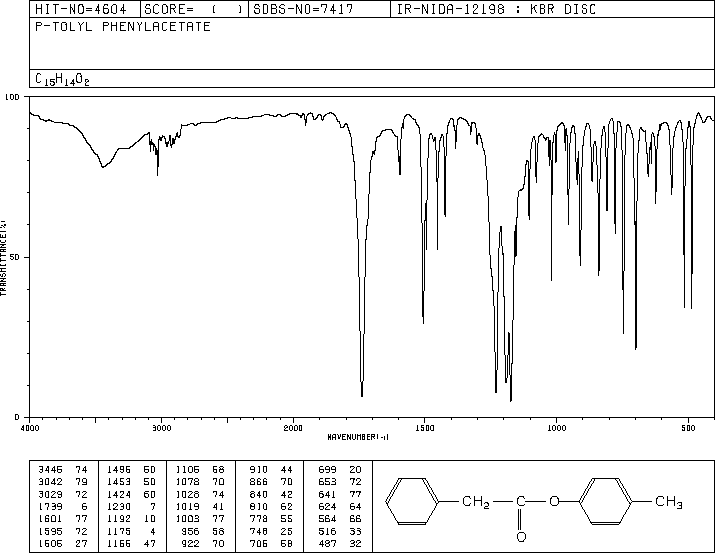 HIT-NO=4604 SCORE= ( ) SDBS-NO=7417 IR-NIDA-12198 : KBR DISC
P-TOLYL PHENYLACETATE
C15H14O2
100
50
0
TRANSMITTANCE(%)
4000 3000 2000 1500 1000 500
WAVENUMBER(-1)
3446 74 1496 60 1106 58 910 44 699 20
3042 79 1453 50 1078 70 866 70 653 72
3029 72 1424 60 1028 74 840 42 641 77
1739 6 1230 7 1019 41 810 62 624 64
1601 77 1192 10 1003 77 778 55 564 66
1595 72 1175 4 956 58 748 25 516 33
1506 27 1166 47 922 70 706 68 487 32
CH2 C O CH3
O